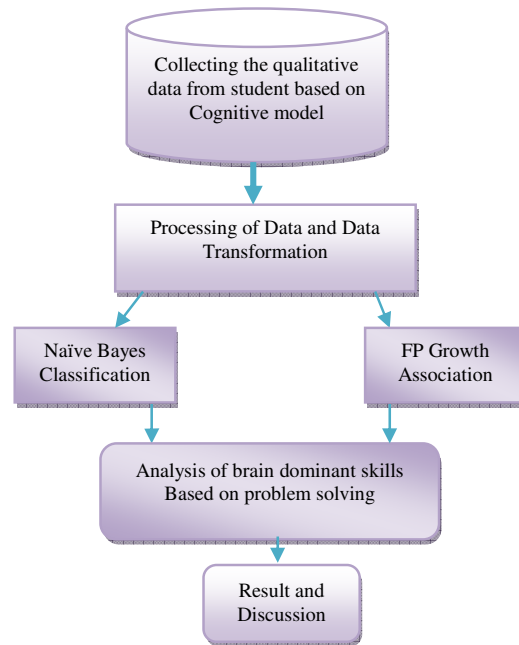 Collecting the qualitative
data from student based on
Cognitive model
Processing of Data and Data
Transformation
Naïve Bayes
Classification
FP Growth
Association
Analysis of brain dominant skills
Based on problem solving
Result and
Discussion